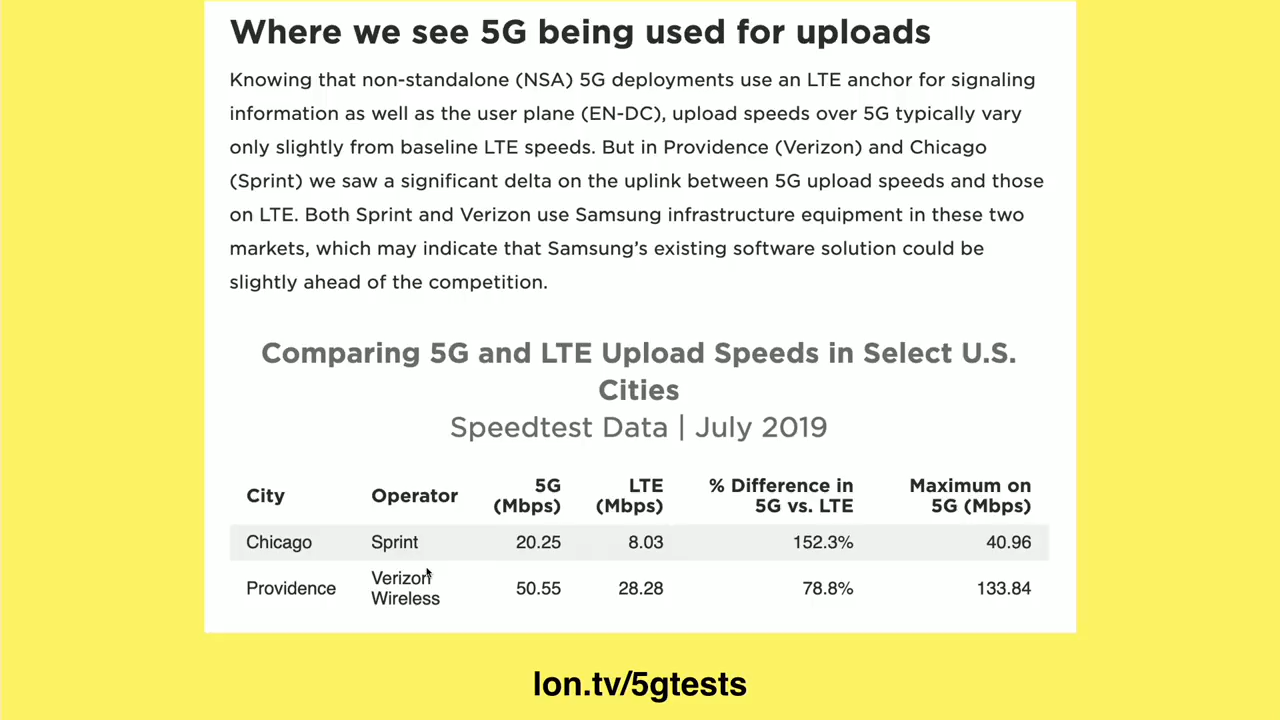 Where we see 5G being used for uploads
Knowing that non-standalone (NSA) 5G deployments use an LTE anchor for signaling
information as well as the user plane (EN-DC), upload speeds over 5G typically vary
only slightly from baseline LTE speeds. But in Providence (Verizon) and Chicago
(Sprint) we saw a significant delta on the uplink between 5G upload speeds and those
on LTE. Both Sprint and Verizon use Samsung infrastructure equipment in these two
markets, which may indicate that Samsung’s existing software solution could be
slightly ahead of the competition.
Comparing 5G and LTE Upload Speeds in Select U.S.
Cities
Speedtest Data | July 2019
City Operator 5G (Mbps) LTE (Mbps) % Difference in 5G vs. LTE Maximum on 5G (Mbps)
Chicago Sprint 20.25 8.03 152.3% 40.96
Providence Verizon Wireless 50.55 28.28 78.8% 133.84
lon.tv/5gtests